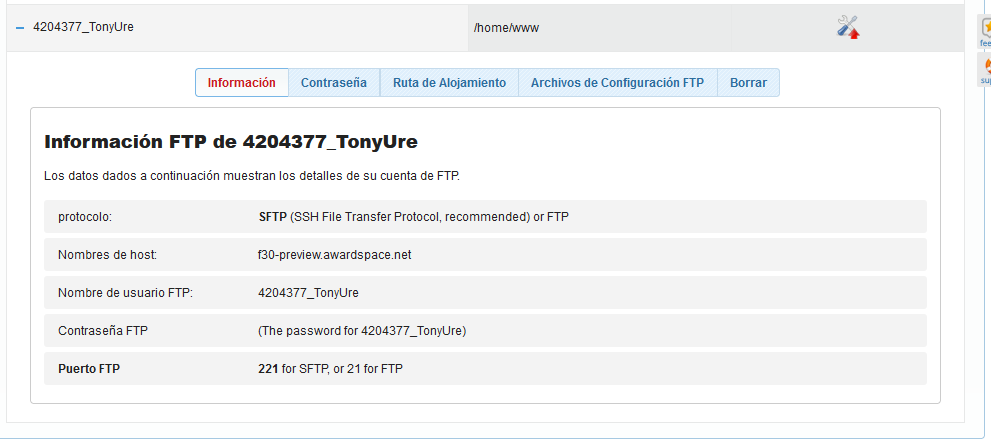 4204377_TonyUre /home/www
Información Contraseña Ruta de Alojamiento Archivos de Configuración FTP Borrar
Información FTP de 4204377_TonyUre
Los datos dados a continuación muestran los detalles de su cuenta de FTP.
protocolo: SFTP (SSH File Transfer Protocol, recommended) or FTP
Nombres de host: f30-preview.awardspace.net
Nombre de usuario FTP: 4204377_TonyUre
Contraseña FTP (The password for 4204377_TonyUre)
Puerto FTP 221 for SFTP, or 21 for FTP